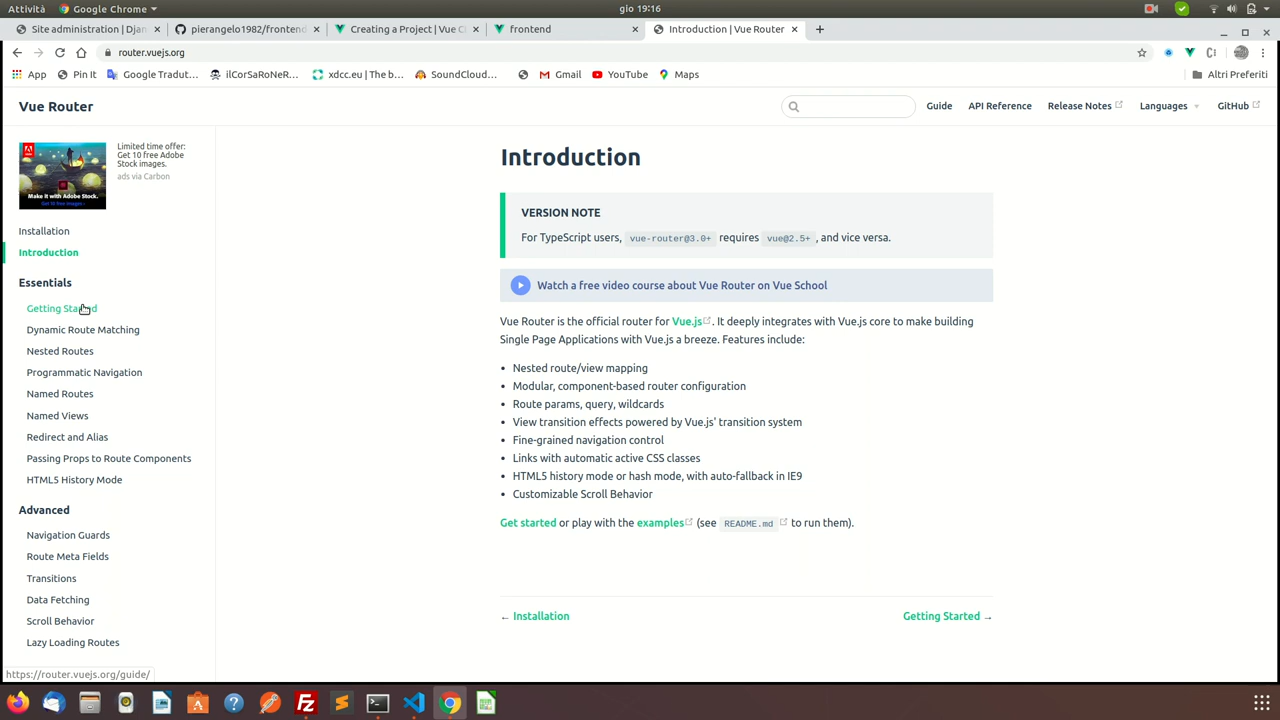 Attività
Google Chrome
gio 19:16
Site administration | Djan
pierangelo1982/frontend
Creating a Project | Vue C
frontend
Introduction | Vue Router
router.vuejs.org
App
Pin It
Google Tradut...
ilCorSaRoNeR...
xdcc.eu | The b...
SoundCloud...
Gmail
YouTube
Maps
Altri Preferiti
Vue Router
Guide
API Reference
Release Notes
Languages
GitHub
Limited time offer:
Get 10 free Adobe
Stock images.
ads via Carbon
Make it with Adobe Stock.
Get 10 free images ›
Installation
Introduction
Essentials
Getting Started
Dynamic Route Matching
Nested Routes
Programmatic Navigation
Named Routes
Named Views
Redirect and Alias
Passing Props to Route Components
HTML5 History Mode
Advanced
Navigation Guards
Route Meta Fields
Transitions
Data Fetching
Scroll Behavior
Lazy Loading Routes
https://router.vuejs.org/guide/
Introduction
VERSION NOTE
For TypeScript users, vue-router@3.0+ requires vue@2.5+, and vice versa.
Watch a free video course about Vue Router on Vue School
Vue Router is the official router for Vue.js. It deeply integrates with Vue.js core to make building
Single Page Applications with Vue.js a breeze. Features include:
• Nested route/view mapping
• Modular, component-based router configuration
• Route params, query, wildcards
• View transition effects powered by Vue.js' transition system
• Fine-grained navigation control
• Links with automatic active CSS classes
• HTML5 history mode or hash mode, with auto-fallback in IE9
• Customizable Scroll Behavior
Get started or play with the examples (see README.md to run them).
← Installation
Getting Started →